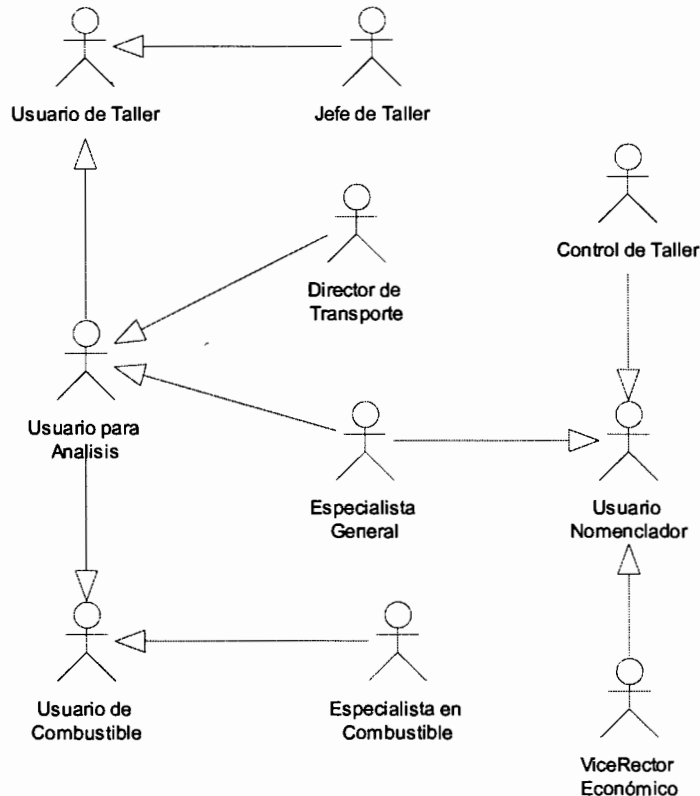 Usuario de Taller
Jefe de Taller
Control de Taller
Director de
Transporte
Usuario para
Analisis
Especialista
General
Usuario
Nomenclador
Usuario de
Combustible
Especialista en
Combustible
ViceRector
Económico